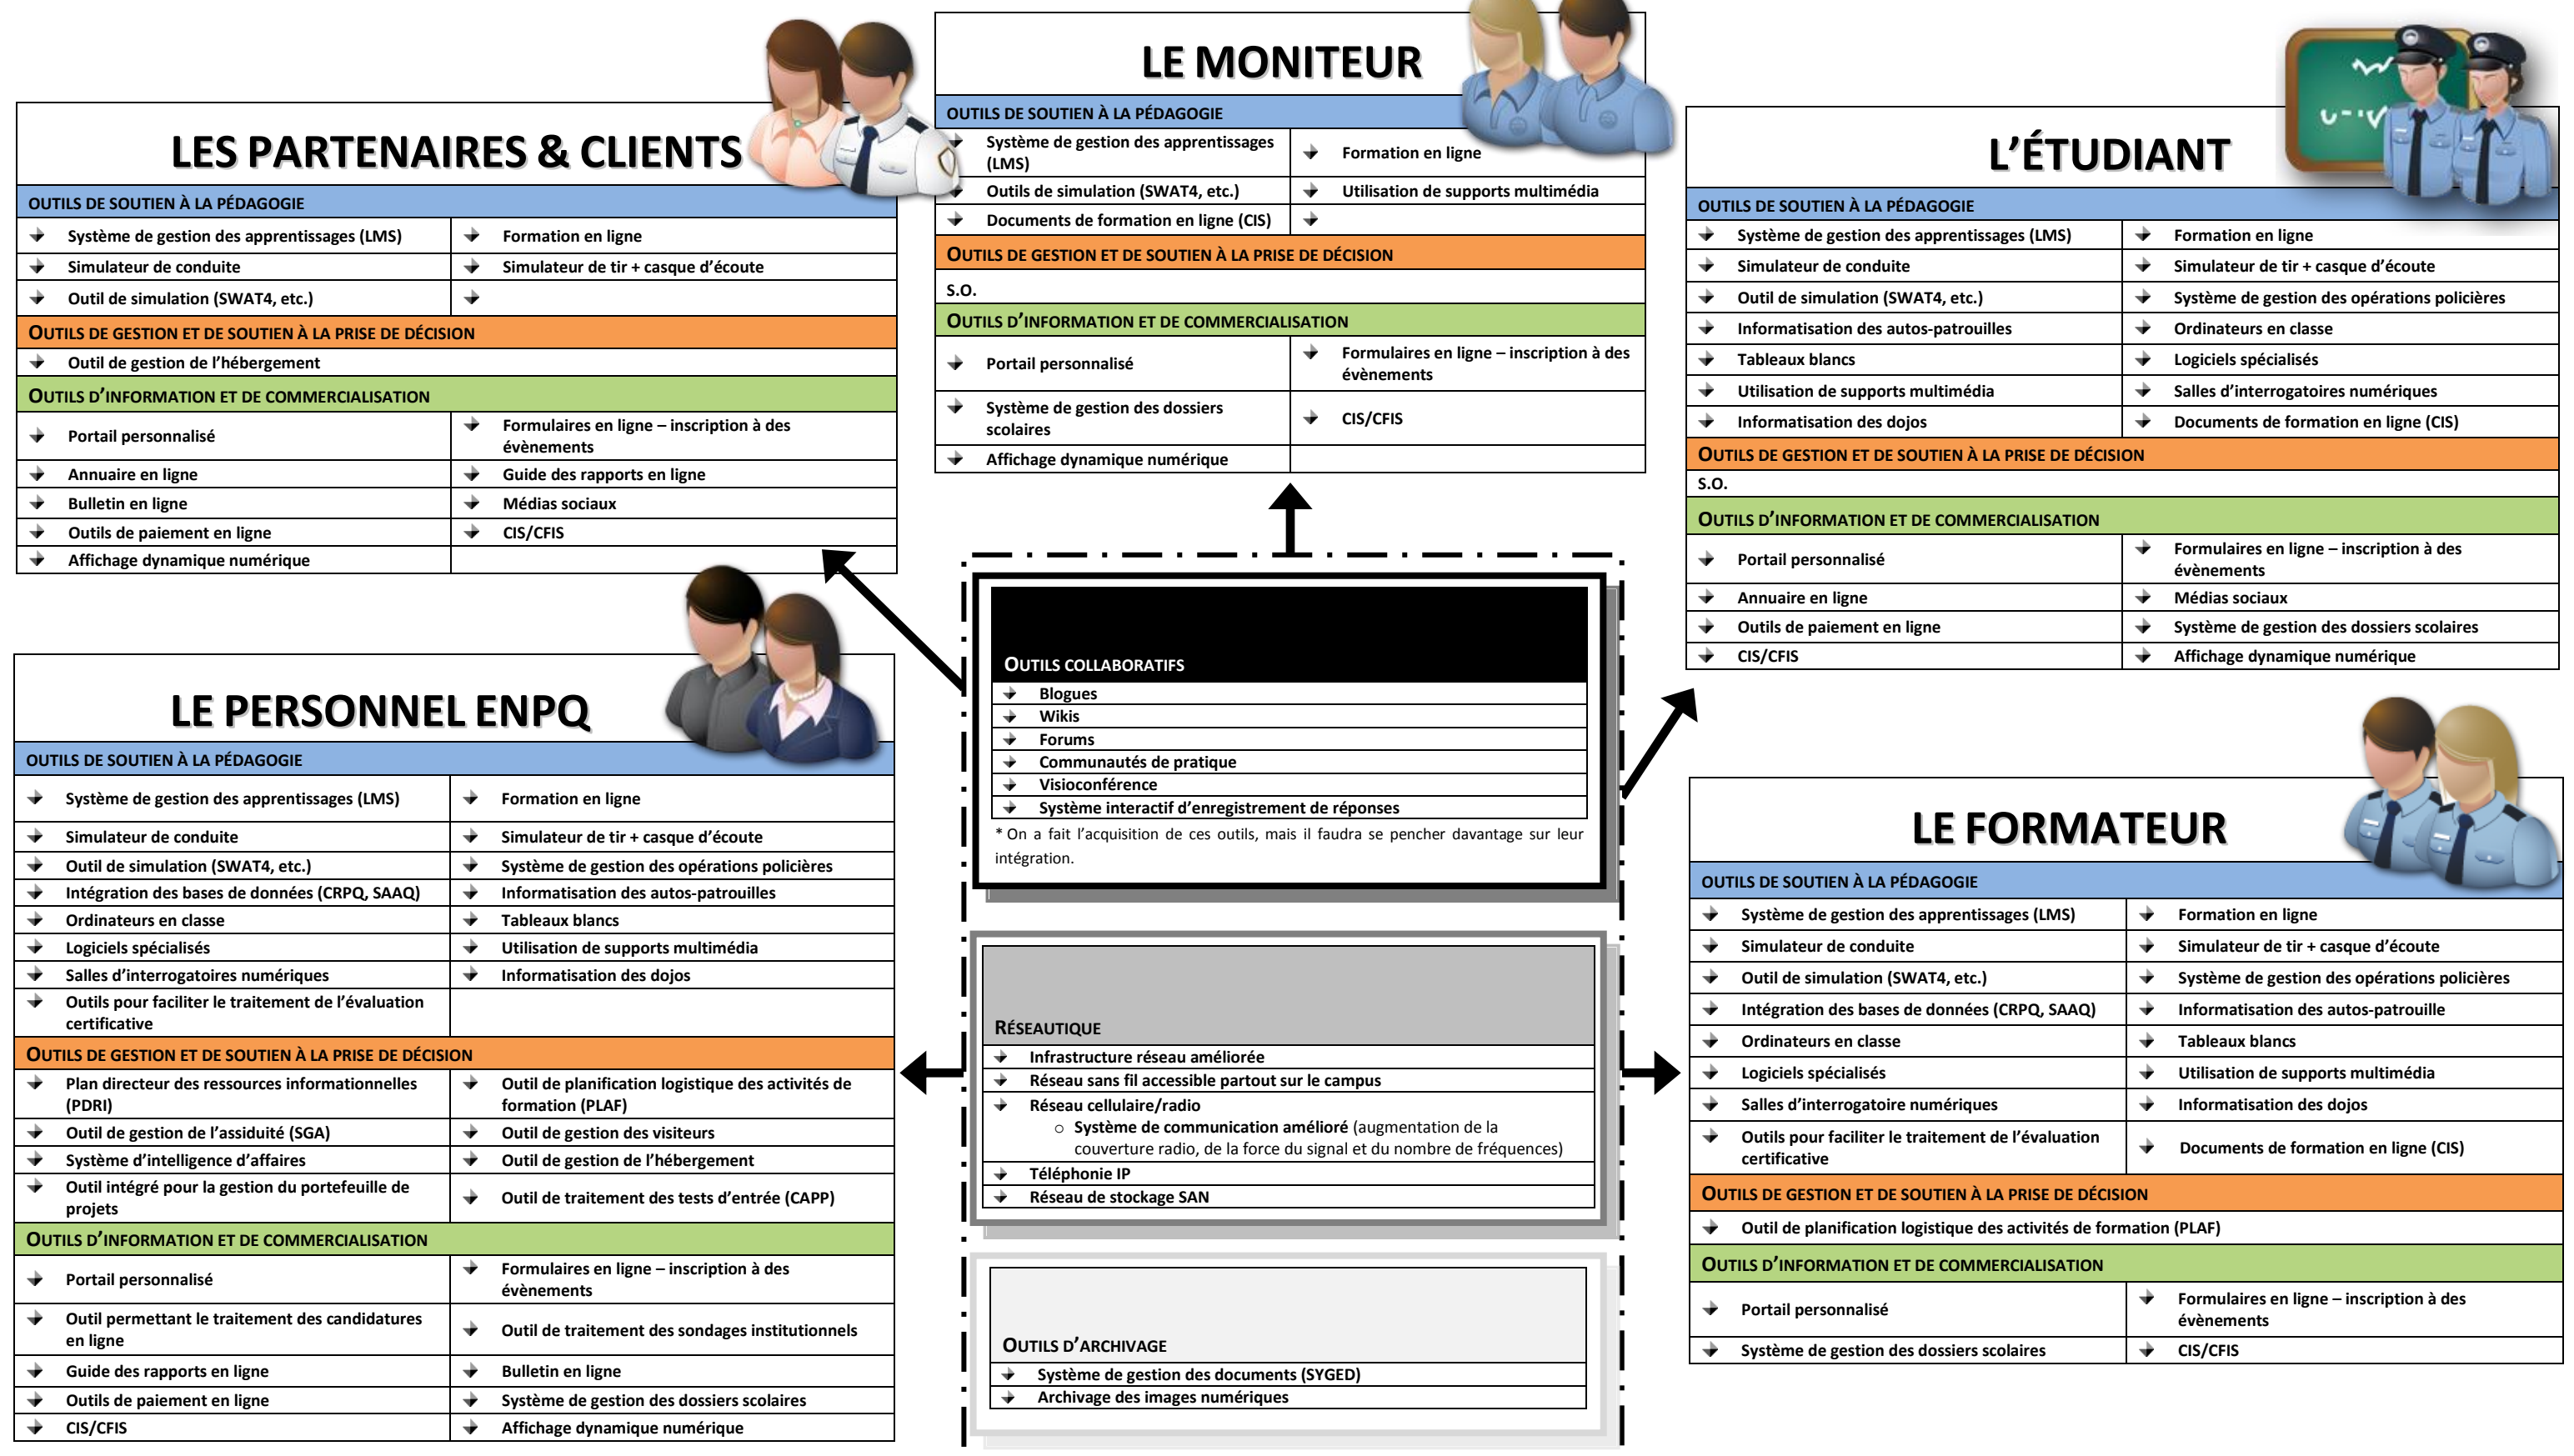 LES PARTENAIRES & CLIENTS
OUTILS DE SOUTIEN À LA PÉDAGOGIE
Système de gestion des apprentissages (LMS)
Formation en ligne
Simulateur de conduite
Simulateur de tir + casque d'écoute
Outil de simulation (SWAT4, etc.)
OUTILS DE GESTION ET DE SOUTIEN À LA PRISE DE DÉCISION
Outil de gestion de l'hébergement
OUTILS D'INFORMATION ET DE COMMERCIALISATION
Portail personnalisé
Formulaires en ligne – inscription à des
évènements
Annuaire en ligne
Guide des rapports en ligne
Bulletin en ligne
Médias sociaux
Outils de paiement en ligne
CIS/CFIS
Affichage dynamique numérique
LE MONITEUR
OUTILS DE SOUTIEN À LA PÉDAGOGIE
Système de gestion des apprentissages
(LMS)
Formation en ligne
Outils de simulation (SWAT4, etc.)
Utilisation de supports multimédia
Documents de formation en ligne (CIS)
OUTILS DE GESTION ET DE SOUTIEN À LA PRISE DE DÉCISION
S.O.
OUTILS D'INFORMATION ET DE COMMERCIALISATION
Portail personnalisé
Formulaires en ligne – inscription à des
évènements
Système de gestion des dossiers
scolaires
CIS/CFIS
Affichage dynamique numérique
L'ÉTUDIANT
OUTILS DE SOUTIEN À LA PÉDAGOGIE
Système de gestion des apprentissages (LMS)
Formation en ligne
Simulateur de conduite
Simulateur de tir + casque d'écoute
Outil de simulation (SWAT4, etc.)
Système de gestion des opérations policières
Informatisation des autos-patrouilles
Ordinateurs en classe
Tableaux blancs
Logiciels spécialisés
Utilisation de supports multimédia
Salles d'interrogatoires numériques
Informatisation des dojos
Documents de formation en ligne (CIS)
OUTILS DE GESTION ET DE SOUTIEN À LA PRISE DE DÉCISION
S.O.
OUTILS D'INFORMATION ET DE COMMERCIALISATION
Portail personnalisé
Formulaires en ligne – inscription à des
évènements
Annuaire en ligne
Médias sociaux
Outils de paiement en ligne
Système de gestion des dossiers scolaires
CIS/CFIS
Affichage dynamique numérique
LE PERSONNEL ENPQ
OUTILS DE SOUTIEN À LA PÉDAGOGIE
Système de gestion des apprentissages (LMS)
Formation en ligne
Simulateur de conduite
Simulateur de tir + casque d'écoute
Outil de simulation (SWAT4, etc.)
Système de gestion des opérations policières
Intégration des bases de données (CRPQ, SAAQ)
Informatisation des autos-patrouilles
Ordinateurs en classe
Tableaux blancs
Logiciels spécialisés
Utilisation de supports multimédia
Salles d'interrogatoires numériques
Informatisation des dojos
Outils pour faciliter le traitement de l'évaluation
certificative
OUTILS DE GESTION ET DE SOUTIEN À LA PRISE DE DÉCISION
Plan directeur des ressources informationnelles
(PDRI)
Outil de planification logistique des activités de
formation (PLAF)
Outil de gestion de l'assiduité (SGA)
Outil de gestion des visiteurs
Système d'intelligence d'affaires
Outil de gestion de l'hébergement
Outil intégré pour la gestion du portefeuille de
projets
Outil de traitement des tests d'entrée (CAPP)
OUTILS D'INFORMATION ET DE COMMERCIALISATION
Portail personnalisé
Formulaires en ligne – inscription à des
évènements
Outil permettant le traitement des candidatures
en ligne
Outil de traitement des sondages institutionnels
Guide des rapports en ligne
Bulletin en ligne
Outils de paiement en ligne
Système de gestion des dossiers scolaires
CIS/CFIS
Affichage dynamique numérique
OUTILS COLLABORATIFS
Blogues
Wikis
Forums
Communautés de pratique
Visioconférence
Système interactif d'enregistrement de réponses
* On a fait l'acquisition de ces outils, mais il faudra se pencher davantage sur leur
intégration.
RÉSEAUTIQUE
Infrastructure réseau améliorée
Réseau sans fil accessible partout sur le campus
Réseau cellulaire/radio
o Système de communication amélioré (augmentation de la
couverture radio, de la force du signal et du nombre de fréquences)
Téléphonie IP
Réseau de stockage SAN
OUTILS D'ARCHIVAGE
Système de gestion des documents (SYGED)
Archivage des images numériques
LE FORMATEUR
OUTILS DE SOUTIEN À LA PÉDAGOGIE
Système de gestion des apprentissages (LMS)
Formation en ligne
Simulateur de conduite
Simulateur de tir + casque d'écoute
Outil de simulation (SWAT4, etc.)
Système de gestion des opérations policières
Intégration des bases de données (CRPQ, SAAQ)
Informatisation des autos-patrouille
Ordinateurs en classe
Tableaux blancs
Logiciels spécialisés
Utilisation de supports multimédia
Salles d'interrogatoire numériques
Informatisation des dojos
Outils pour faciliter le traitement de l'évaluation
certificative
Documents de formation en ligne (CIS)
OUTILS DE GESTION ET DE SOUTIEN À LA PRISE DE DÉCISION
Outil de planification logistique des activités de formation (PLAF)
OUTILS D'INFORMATION ET DE COMMERCIALISATION
Portail personnalisé
Formulaires en ligne – inscription à des
évènements
Système de gestion des dossiers scolaires
CIS/CFIS